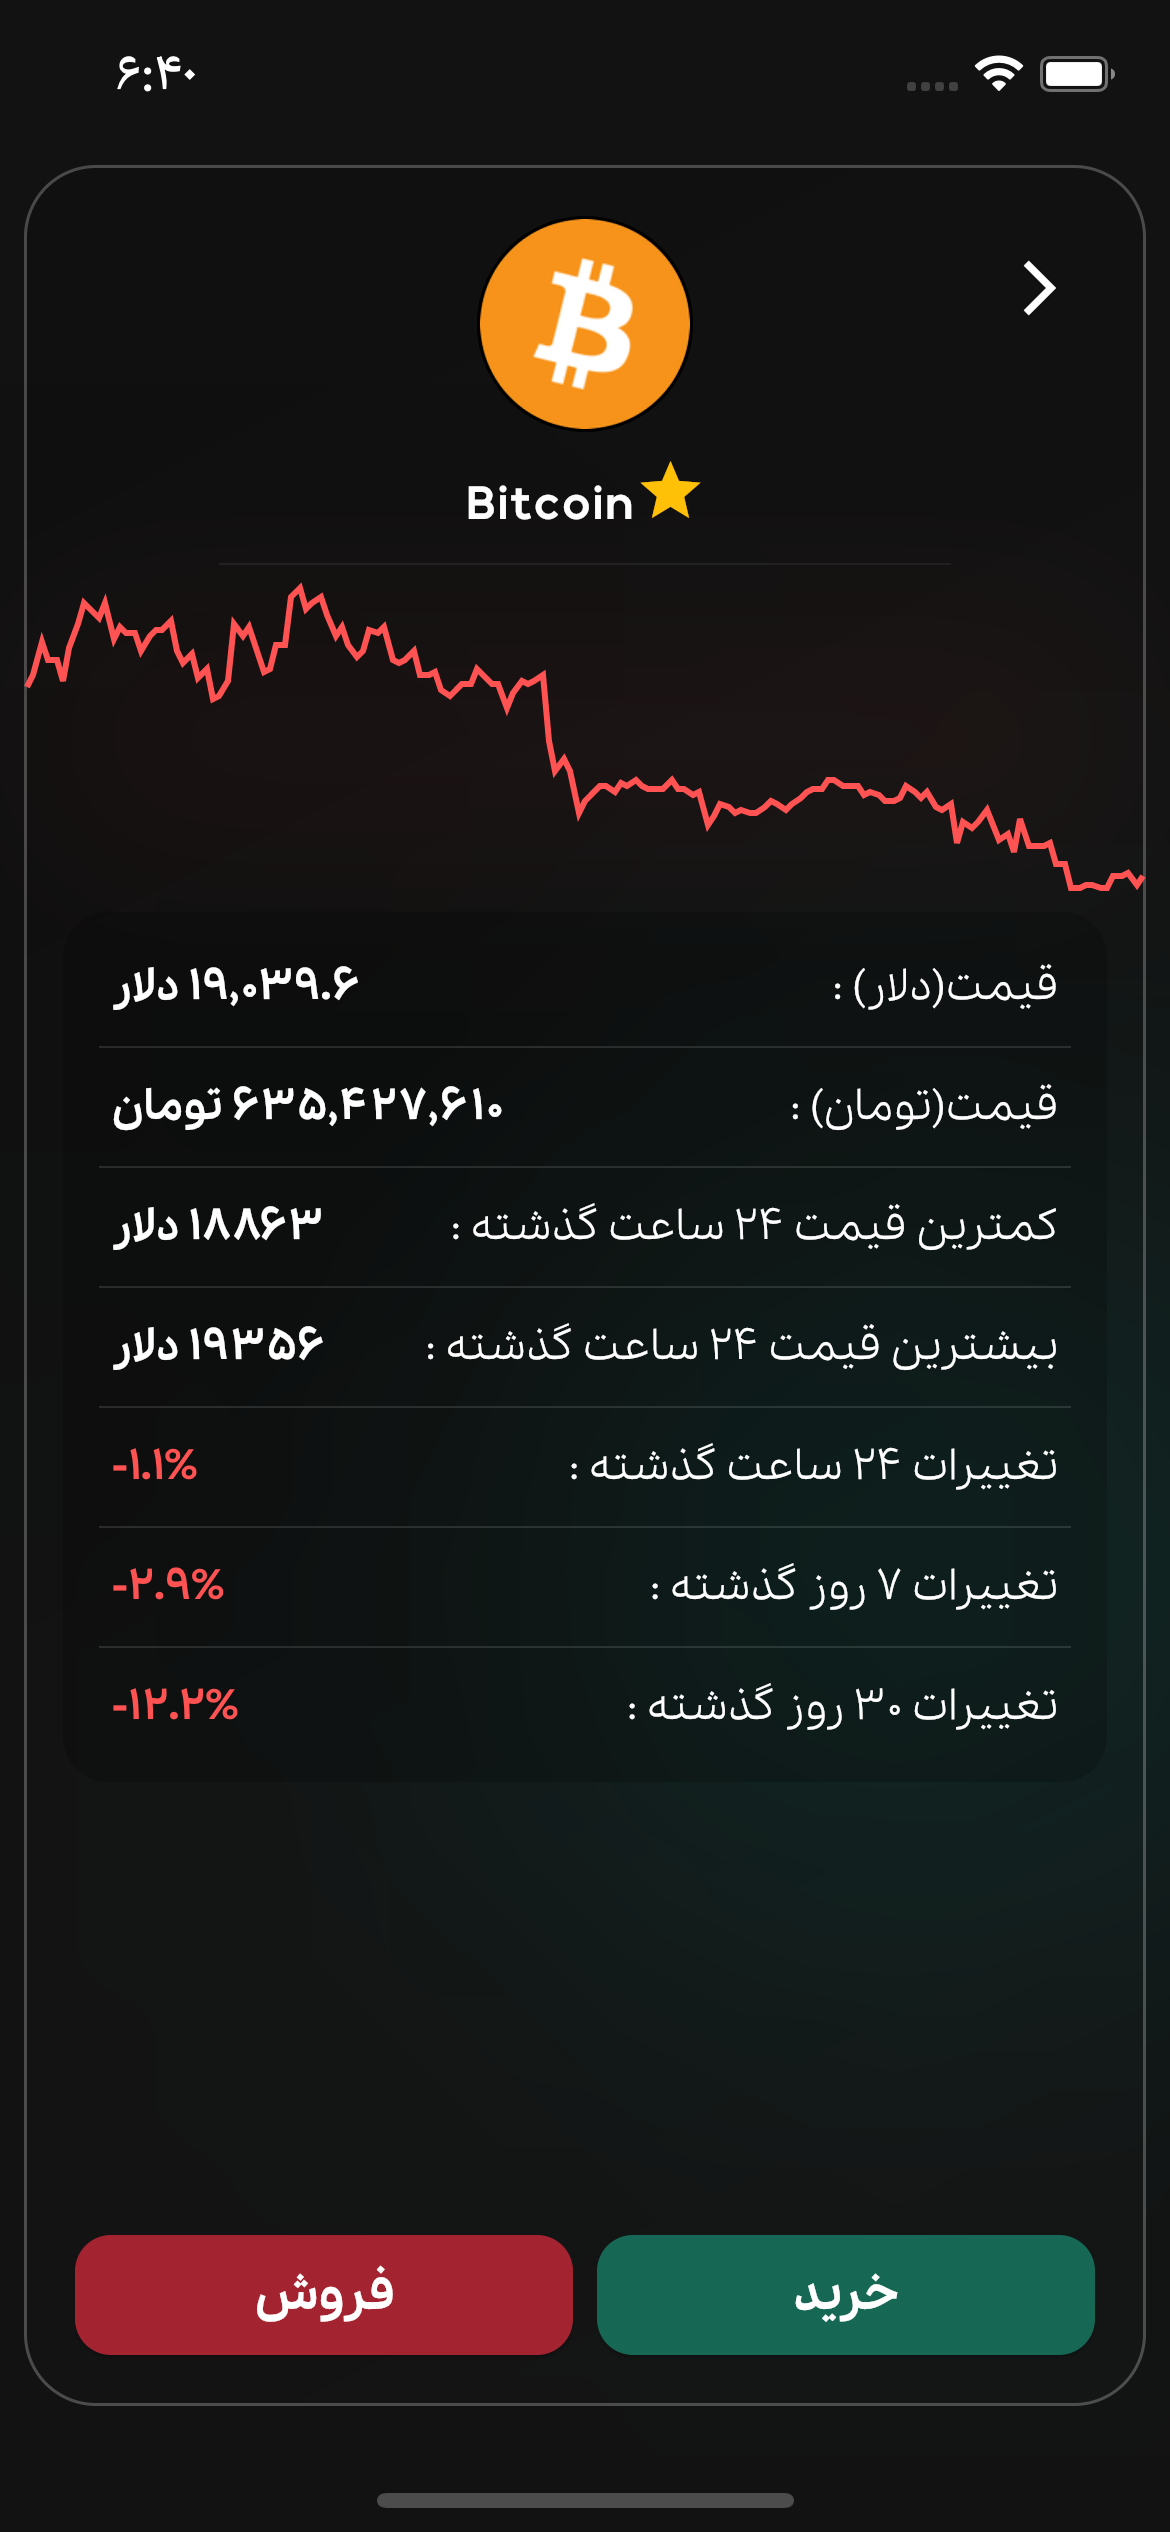 ۶:۴۰
Bitcoin
قیمت(دلار) : ۱۹,۰۳۹.۶ دلار
قیمت(تومان) : ۶۳۵,۴۲۷,۶۱۰ تومان
کمترین قیمت ۲۴ ساعت گذشته : ۱۸۸۶۳ دلار
بیشترین قیمت ۲۴ ساعت گذشته : ۱۹۳۵۶ دلار
تغییرات ۲۴ ساعت گذشته : -۱.۱%
تغییرات ۷ روز گذشته : -۲.۹%
تغییرات ۳۰ روز گذشته : -۱۲.۲%
خرید
فروش